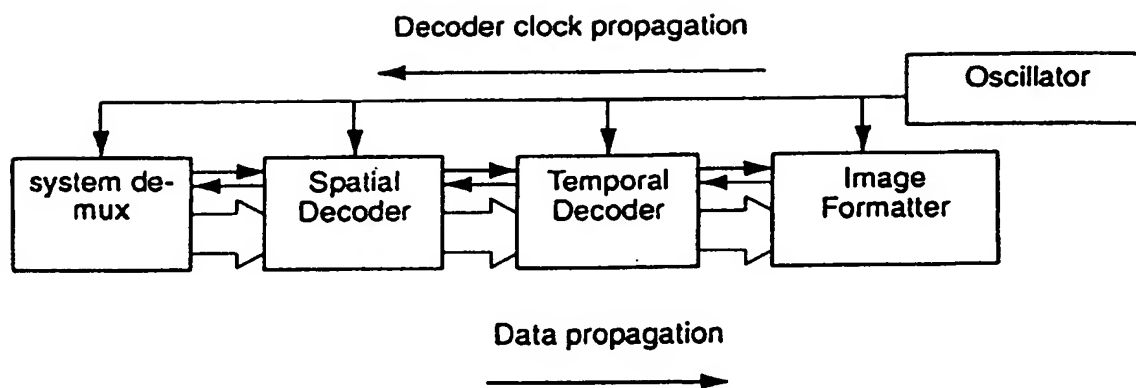 Decoder clock propagation
Oscillator
system de-
mux
Spatial
Decoder
Temporal
Decoder
Image
Formatter
Data propagation